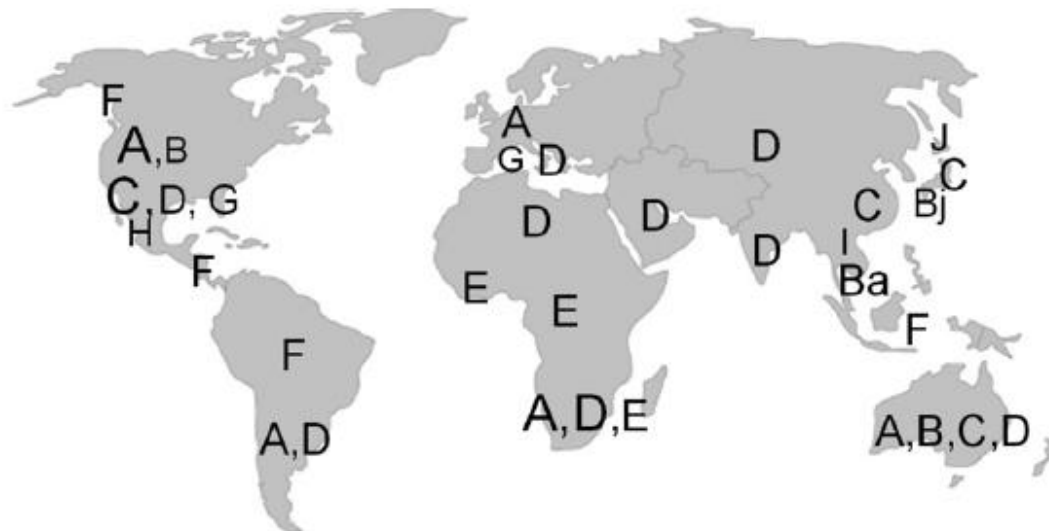 F
A,B
C,D, G
H
F
F
A,D
A
G D
D
E
E
A,D,E
D
D
D
C
J
C
Bj
I
Ba
F
A,B,C,D